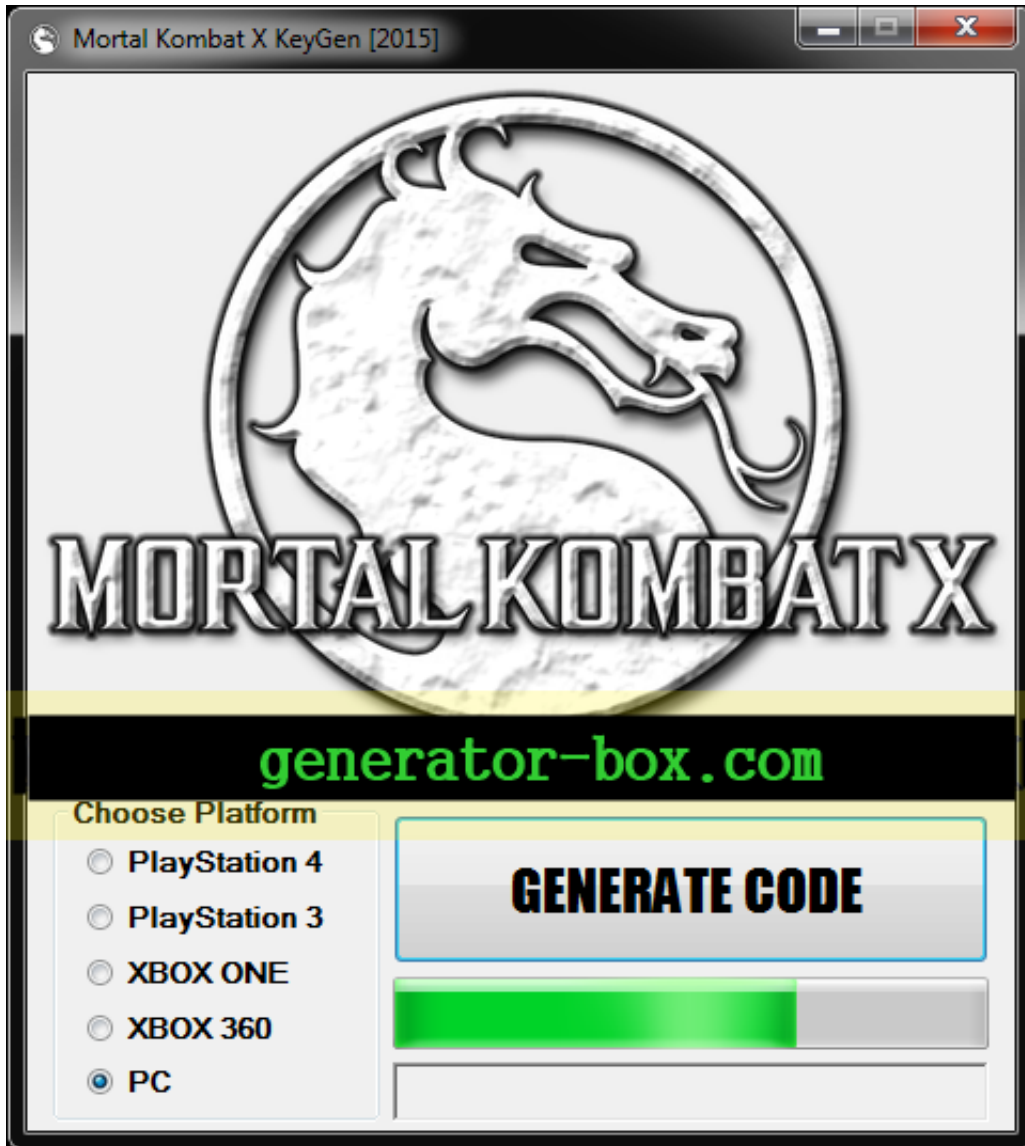 Mortal Kombat X KeyGen [2015]
MORTAL KOMBAT X
generator-box.com
Choose Platform
PlayStation 4
PlayStation 3
XBOX ONE
XBOX 360
PC
GENERATE CODE